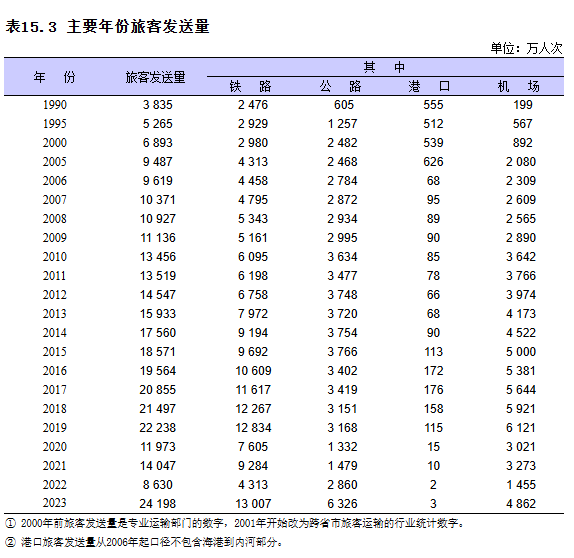 表15.3 主要年份旅客发送量
单位：万人次
年 份 旅客发送量 其 中
铁 路 公 路 港 口 机 场
1990 3 835 2 476 605 555 199
1995 5 265 2 929 1 257 512 567
2000 6 893 2 980 2 482 539 892
2005 9 487 4 313 2 468 626 2 080
2006 9 619 4 458 2 784 68 2 309
2007 10 371 4 795 2 872 95 2 609
2008 10 927 5 343 2 934 89 2 565
2009 11 136 5 161 2 995 90 2 890
2010 13 456 6 095 3 634 85 3 642
2011 13 519 6 198 3 477 78 3 766
2012 14 547 6 758 3 748 66 3 974
2013 15 933 7 972 3 720 68 4 173
2014 17 560 9 194 3 754 90 4 522
2015 18 571 9 692 3 766 113 5 000
2016 19 564 10 609 3 402 172 5 381
2017 20 855 11 617 3 419 176 5 644
2018 21 497 12 267 3 151 158 5 921
2019 22 238 12 834 3 168 115 6 121
2020 11 973 7 605 1 332 15 3 021
2021 14 047 9 284 1 479 10 3 273
2022 8 630 4 313 2 860 2 1 455
2023 24 198 13 007 6 326 3 4 862
① 2000年前旅客发送量是专业运输部门的数字，2001年开始改为跨省市旅客运输的行业统计数字。
② 港口旅客发送量从2006年起口径不包含海港到内河部分。